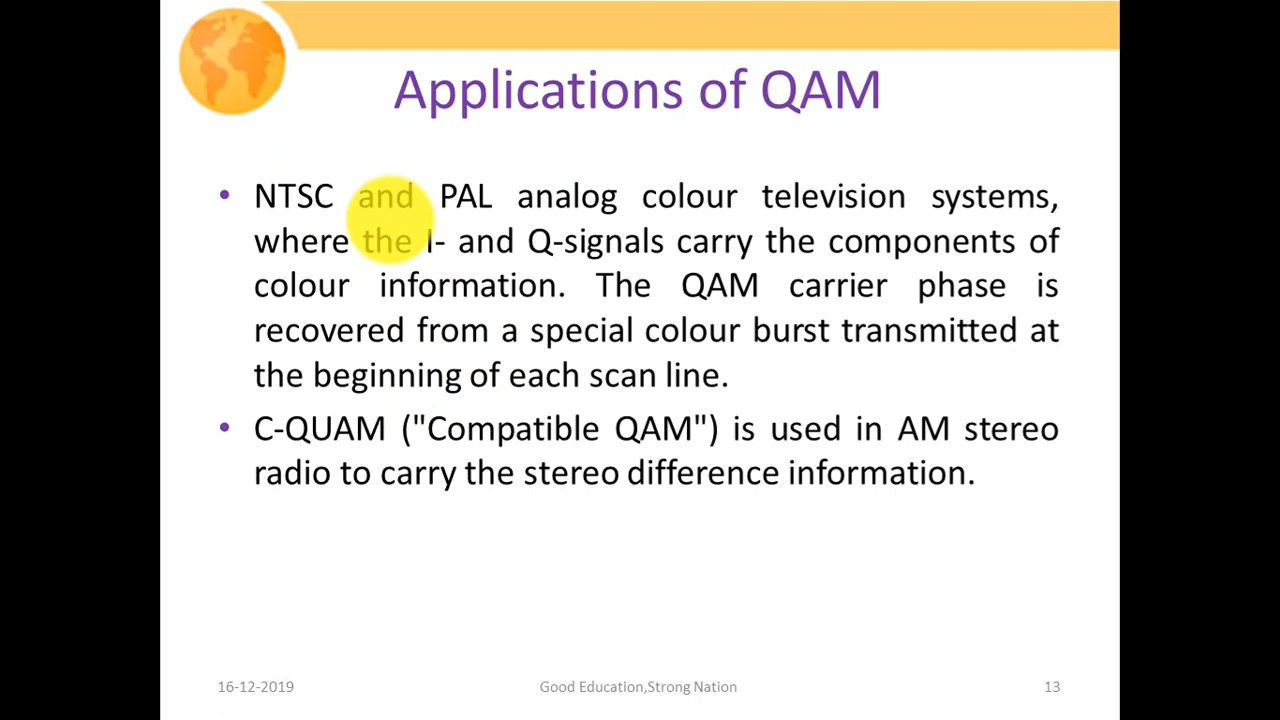 Applications of QAM
• NTSC and PAL analog colour television systems,
where the I- and Q-signals carry the components of
colour information. The QAM carrier phase is
recovered from a special colour burst transmitted at
the beginning of each scan line.
• C-QUAM ("Compatible QAM") is used in AM stereo
radio to carry the stereo difference information.
16-12-2019
Good Education,Strong Nation
13